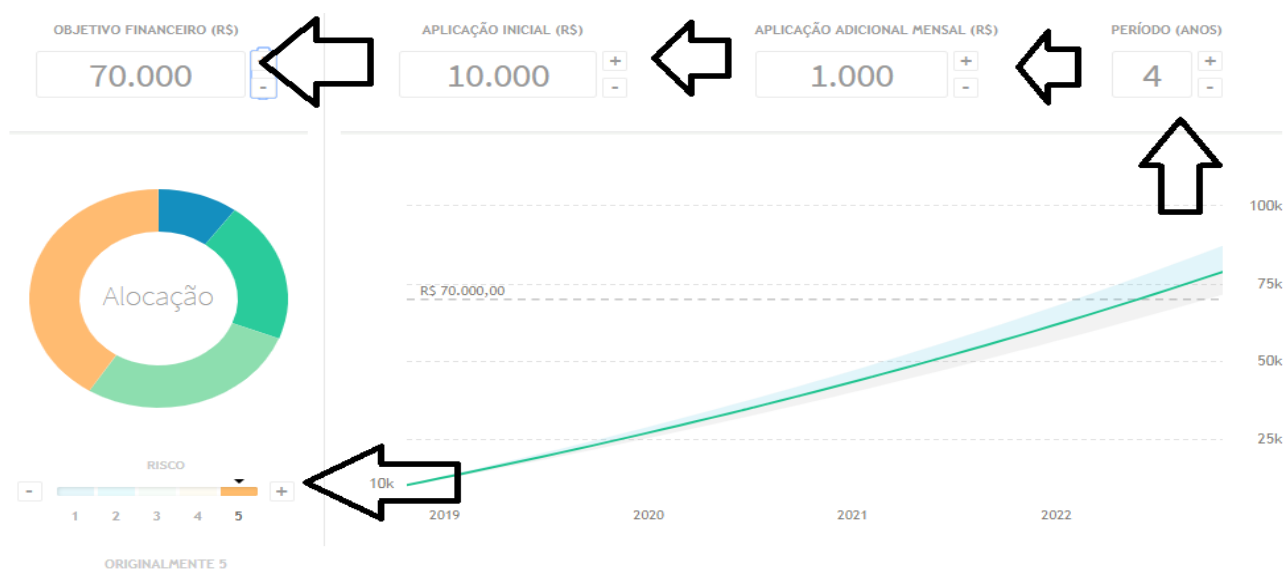 OBJETIVO FINANCEIRO (R$)
70.000
-
APLICAÇÃO INICIAL (R$)
10.000
+
-
APLICAÇÃO ADICIONAL MENSAL (R$)
1.000
+
-
PERÍODO (ANOS)
4
+
-
Alocação
RISCO
- +
1 2 3 4 5
ORIGINALMENTE 5
100k
R$ 70.000,00
75k
50k
25k
10k
2019 2020 2021 2022